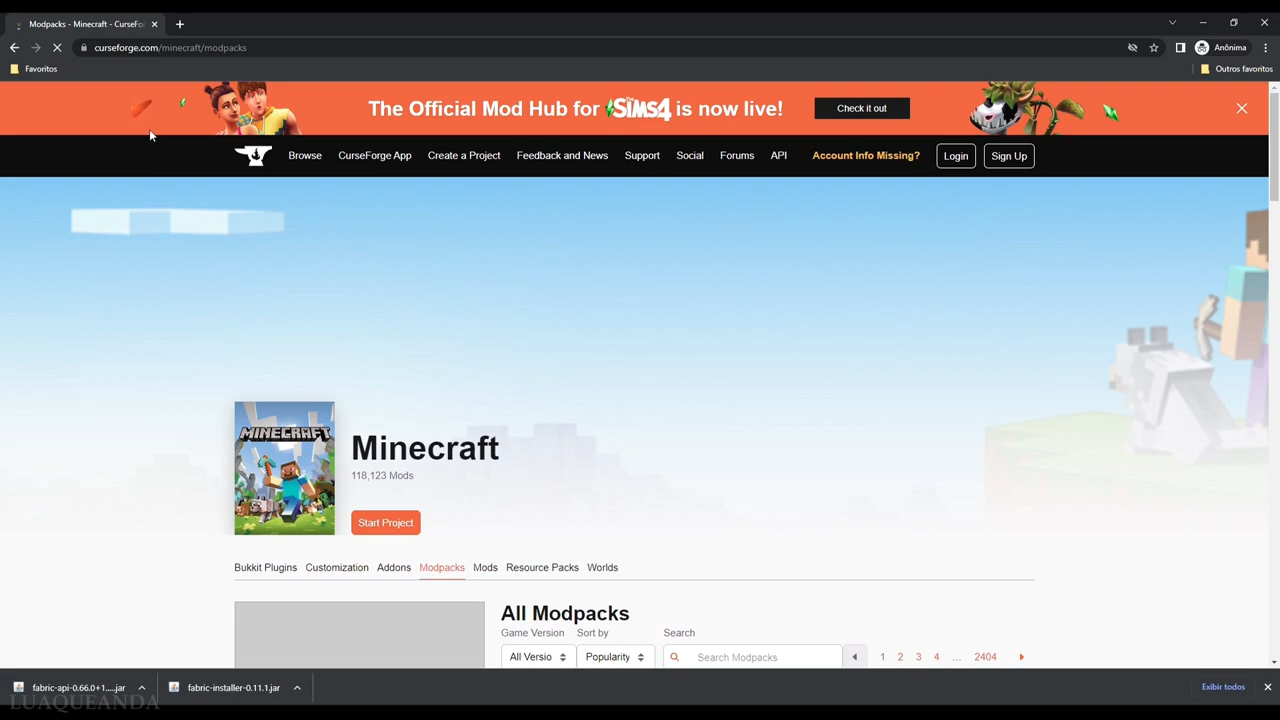 Modpacks - Minecraft - CurseFor
curseforge.com/minecraft/modpacks
Anônima
Favoritos
Outros favoritos
The Official Mod Hub for THE SIMS4 is now live!
Check it out
Browse
CurseForge App
Create a Project
Feedback and News
Support
Social
Forums
API
Account Info Missing?
Login
Sign Up
MINECRAFT
Minecraft
118,123 Mods
Start Project
Bukkit Plugins
Customization
Addons
Modpacks
Mods
Resource Packs
Worlds
All Modpacks
Game Version
Sort by
Search
All Versio
Popularity
Search Modpacks
1 2 3 4 ... 2404
fabric-api-0.66.0+1....jar
fabric-installer-0.11.1.jar
Exibir todos
LUAQUEANDA